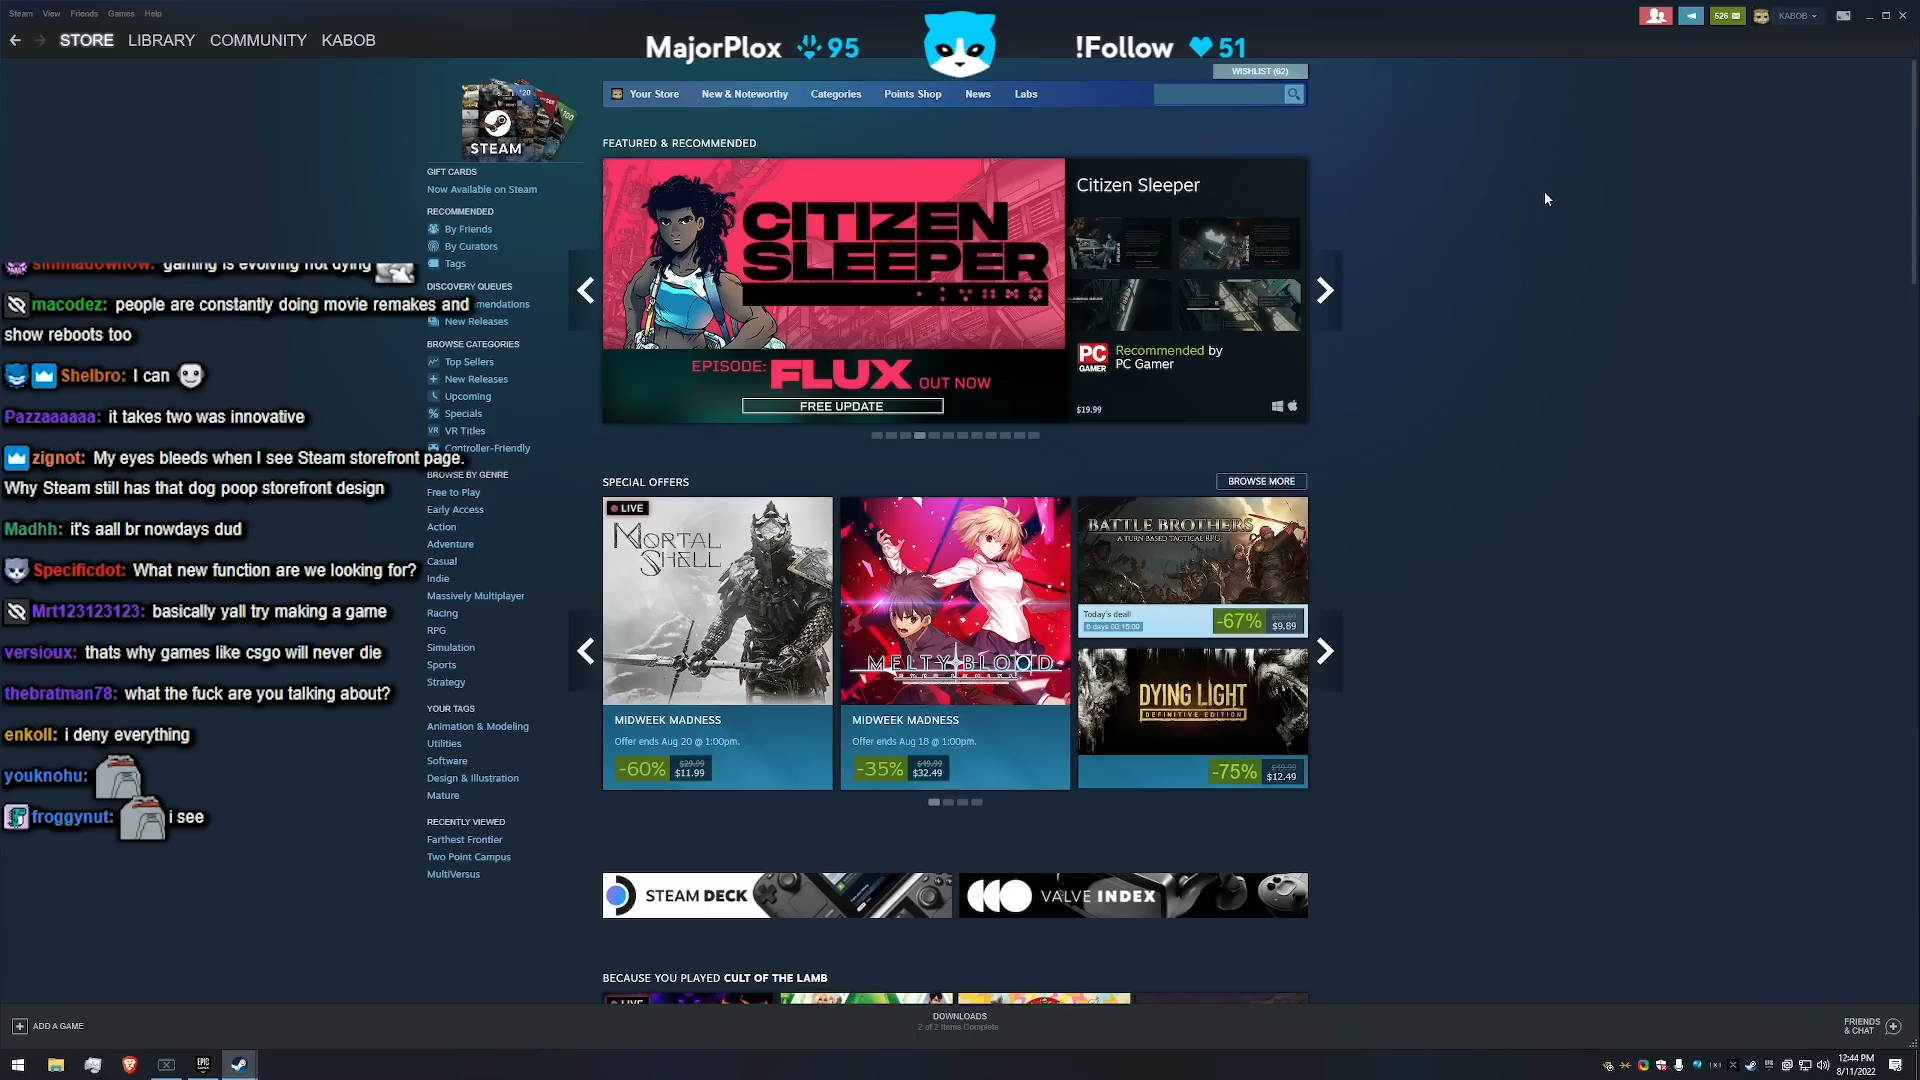 Steam View Friends Games Help
526
KABOB
STORE LIBRARY COMMUNITY KABOB
MajorPlox 95
!Follow 51
WISHLIST (62)
Your Store New & Noteworthy Categories Points Shop News Labs
STEAM
GIFT CARDS
Now Available on Steam
RECOMMENDED
By Friends
By Curators
Tags
DISCOVERY QUEUES
mendations
New Releases
BROWSE CATEGORIES
Top Sellers
New Releases
Upcoming
Specials
VR VR Titles
Controller-Friendly
BROWSE BY GENRE
Free to Play
Early Access
Action
Adventure
Casual
Indie
Massively Multiplayer
Racing
RPG
Simulation
Sports
Strategy
YOUR TAGS
Animation & Modeling
Utilities
Software
Design & Illustration
Mature
RECENTLY VIEWED
Farthest Frontier
Two Point Campus
MultiVersus
gaming is evolving not dying
macodez: people are constantly doing movie remakes and
show reboots too
Shelbro: I can
Pazzaaaaaa: it takes two was innovative
zignot: My eyes bleeds when I see Steam storefront page.
Why Steam still has that dog poop storefront design
Madhh: it's aall br nowdays dud
Specificdot: What new function are we looking for?
Mrt123123123: basically yall try making a game
versioux: thats why games like csgo will never die
thebratman78: what the fuck are you talking about?
enkoll: i deny everything
youknohu:
froggynut: i see
FEATURED & RECOMMENDED
CITIZEN
SLEEPER
EPISODE: FLUX OUT NOW
FREE UPDATE
Citizen Sleeper
PC
GAMER
Recommended by
PC Gamer
$19.99
SPECIAL OFFERS
BROWSE MORE
LIVE
MORTAL
SHELL
MIDWEEK MADNESS
Offer ends Aug 20 @ 1:00pm.
-60% $29.99 $11.99
MELTY BLOOD
MIDWEEK MADNESS
Offer ends Aug 18 @ 1:00pm.
-35% $49.99 $32.49
BATTLE BROTHERS
A TURN BASED TACTICAL RPG
Today's deal!
6 days 00:15:09
-67% $9.89
DYING LIGHT
DEFINITIVE EDITION
-75% $49.99 $12.49
STEAM DECK
VALVE INDEX
BECAUSE YOU PLAYED CULT OF THE LAMB
LIVE
ADD A GAME
DOWNLOADS
2 of 2 Items Complete
FRIENDS
& CHAT
EPIC
GAMES
12:44 PM
8/11/2022